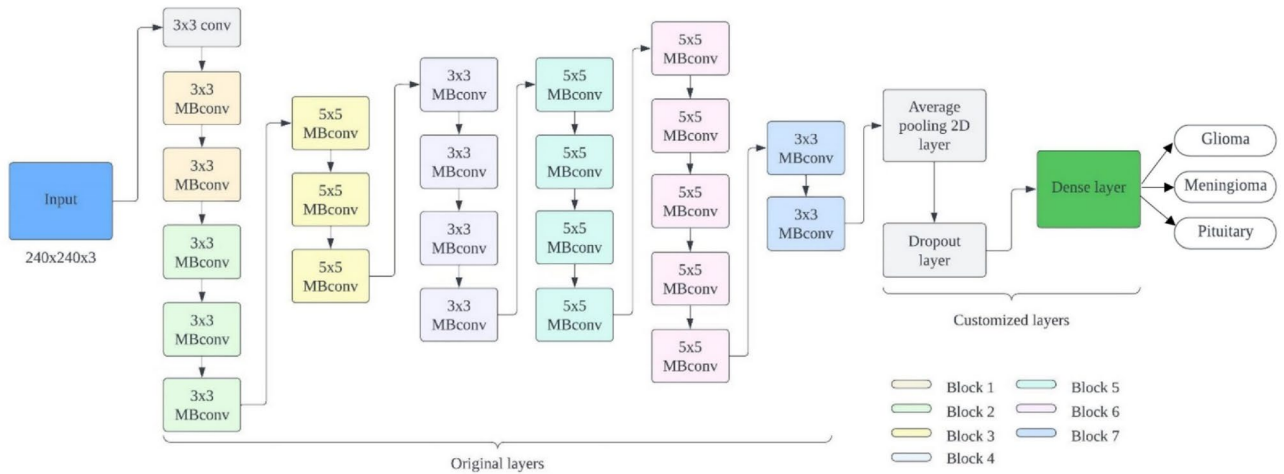 Input
240x240x3
3x3 conv
3x3
MBconv
3x3
MBconv
3x3
MBconv
3x3
MBconv
3x3
MBconv
5x5
MBconv
5x5
MBconv
5x5
MBconv
3x3
MBconv
3x3
MBconv
3x3
MBconv
3x3
MBconv
5x5
MBconv
5x5
MBconv
5x5
MBconv
5x5
MBconv
5x5
MBconv
5x5
MBconv
5x5
MBconv
5x5
MBconv
5x5
MBconv
3x3
MBconv
3x3
MBconv
Original layers
Average
pooling 2D
layer
Dropout
layer
Dense layer
Customized layers
Glioma
Meningioma
Pituitary
Block 1
Block 2
Block 3
Block 4
Block 5
Block 6
Block 7